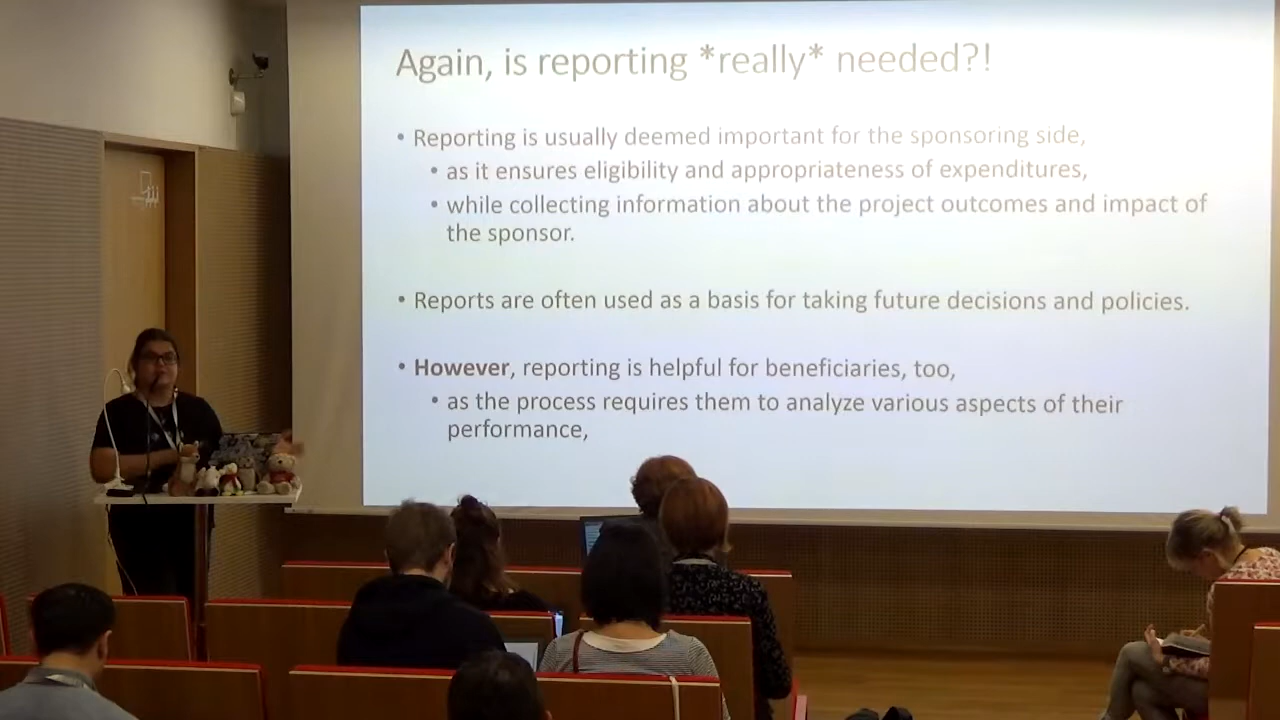 Again, is reporting *really* needed?!
• Reporting is usually deemed important for the sponsoring side,
• as it ensures eligibility and appropriateness of expenditures,
• while collecting information about the project outcomes and impact of
the sponsor.
• Reports are often used as a basis for taking future decisions and policies.
• However, reporting is helpful for beneficiaries, too,
• as the process requires them to analyze various aspects of their
performance,